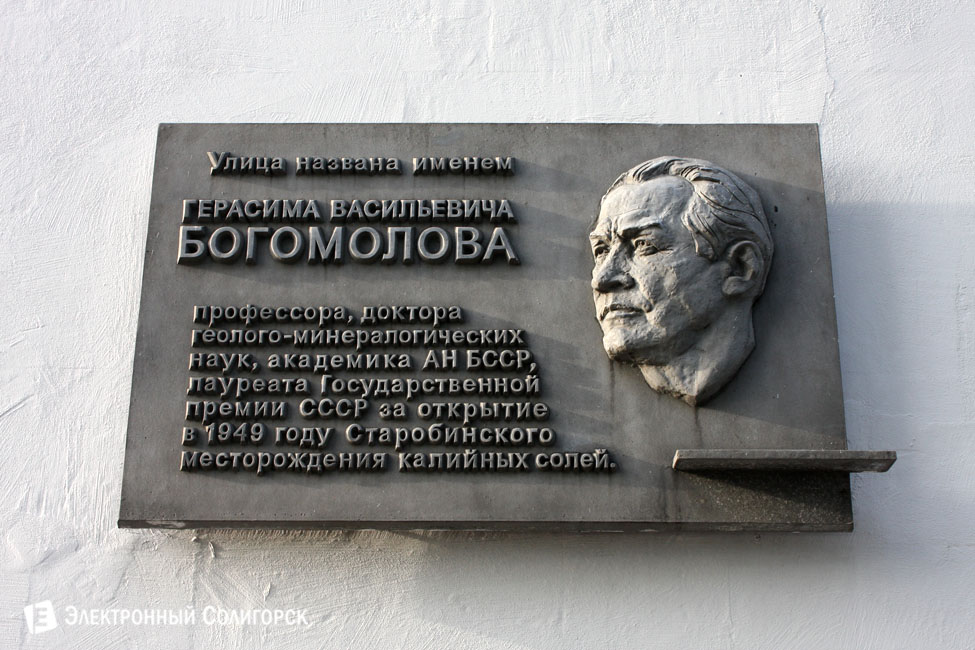 Улица названа именем
ГЕРАСИМА ВАСИЛЬЕВИЧА
БОГОМОЛОВА
профессора, доктора
геолого-минералогических
наук, академика АН БССР,
лауреата Государственной
премии СССР за открытие
в 1949 году Старобинского
месторождения калийных солей.
E Электронный Солигорск